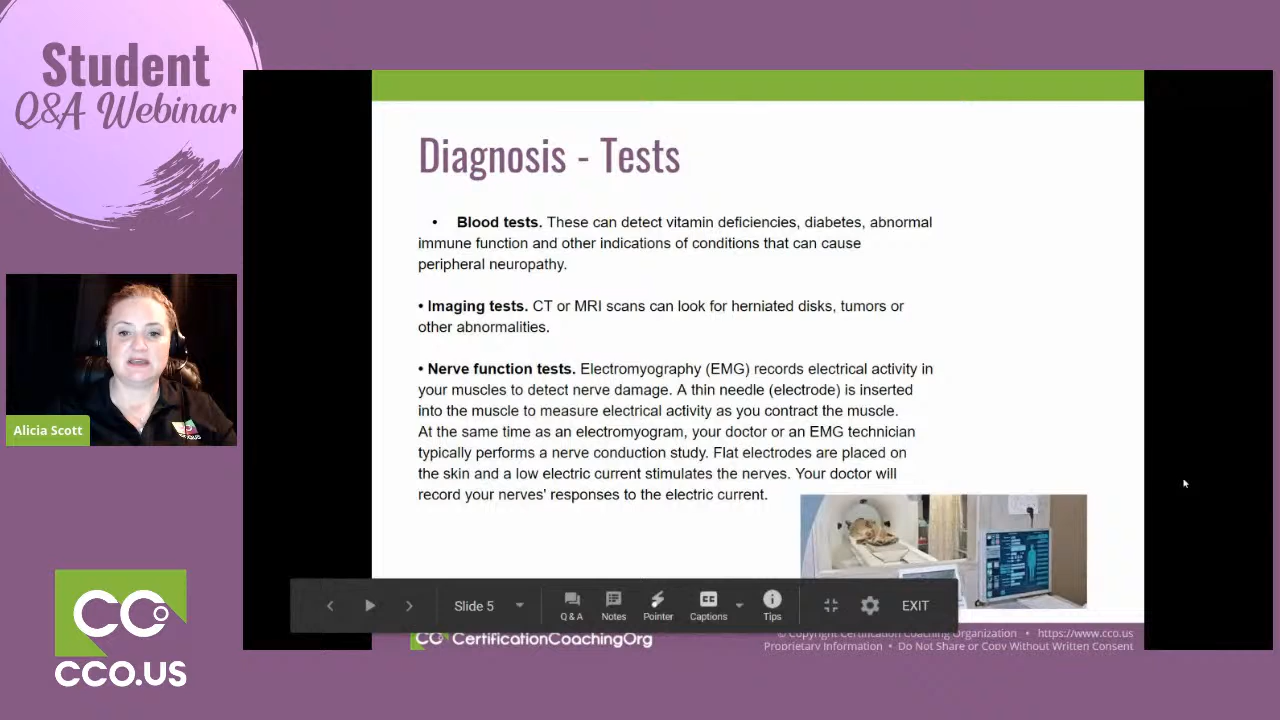 Student
Q&A Webinar
Diagnosis - Tests
• Blood tests. These can detect vitamin deficiencies, diabetes, abnormal
immune function and other indications of conditions that can cause
peripheral neuropathy.
• Imaging tests. CT or MRI scans can look for herniated disks, tumors or
other abnormalities.
• Nerve function tests. Electromyography (EMG) records electrical activity in
your muscles to detect nerve damage. A thin needle (electrode) is inserted
into the muscle to measure electrical activity as you contract the muscle.
At the same time as an electromyogram, your doctor or an EMG technician
typically performs a nerve conduction study. Flat electrodes are placed on
the skin and a low electric current stimulates the nerves. Your doctor will
record your nerves' responses to the electric current.
Alicia Scott
Slide 5
Q & A
Notes
Pointer
CC
Captions
Tips
EXIT
CCO CertificationCoachingOrg
© Copyright Certification Coaching Organization • https://www.cco.us
Proprietary Information • Do Not Share or Copy Without Written Consent
CCO
CCO.US